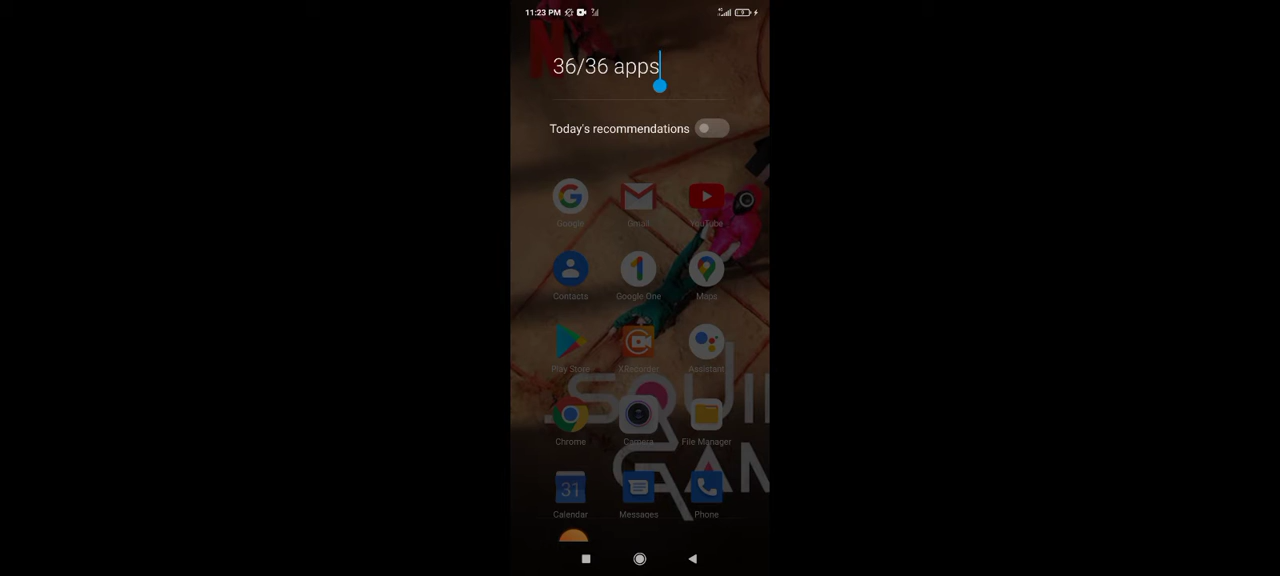 11:23 PM
36/36 apps
Today's recommendations
Google Gmail YouTube
Contacts Google One Maps
Play Store XRecorder Assistant
Chrome Camera File Manager
31
Calendar Messages Phone